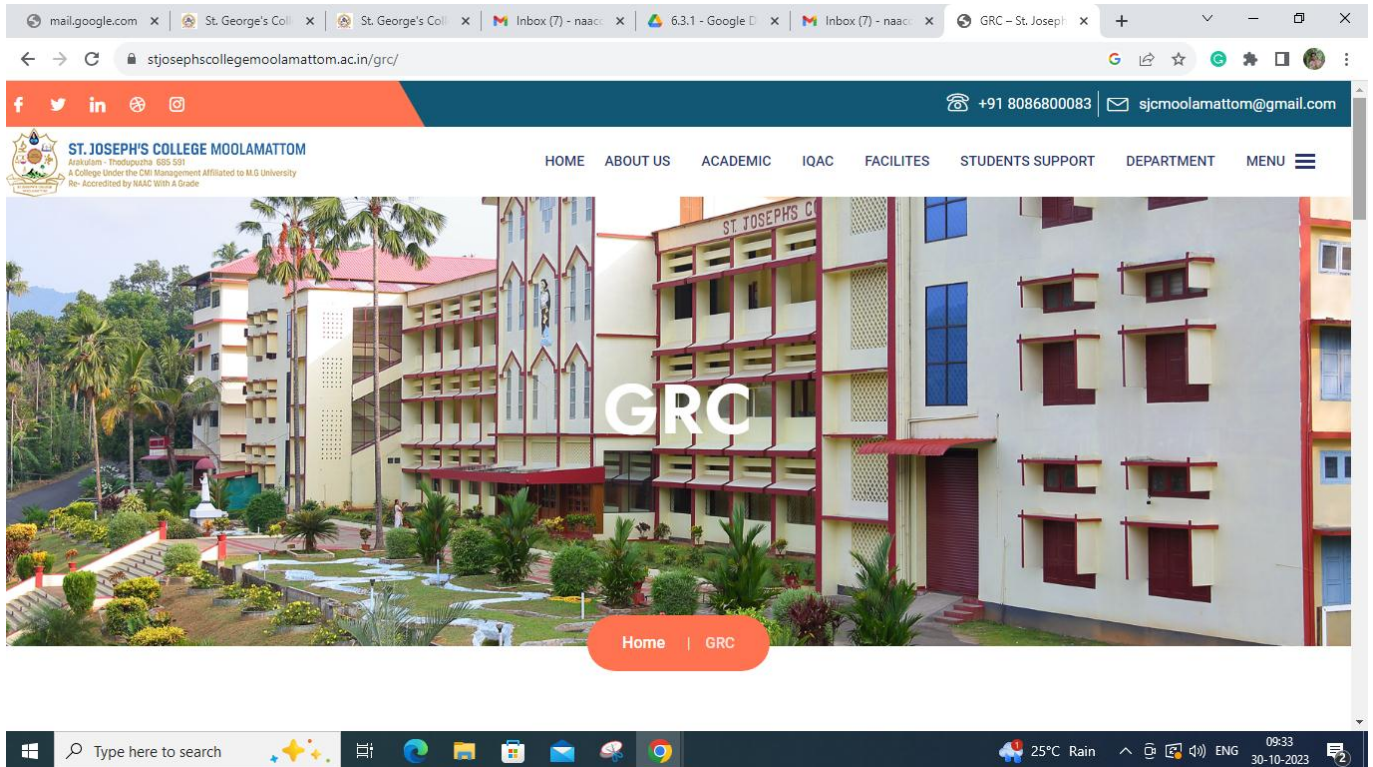 mail.google.com
St. George's Coll
St. George's Coll
Inbox (7) - naac
6.3.1 - Google D
Inbox (7) - naac
GRC – St. Joseph
stjosephscollegemoolamattom.ac.in/grc/
+91 8086800083
sjcmoolamattom@gmail.com
ST. JOSEPH'S COLLEGE MOOLAMATTOM
Arakulam - Thodupuzha 685 591
A College Under the CMI Management Affiliated to M.G University
Re- Accredited by NAAC With A Grade
HOME
ABOUT US
ACADEMIC
IQAC
FACILITES
STUDENTS SUPPORT
DEPARTMENT
MENU
ST. JOSEPH'S C
GRC
Home | GRC
Type here to search
25°C Rain
ENG
09:33
30-10-2023
2